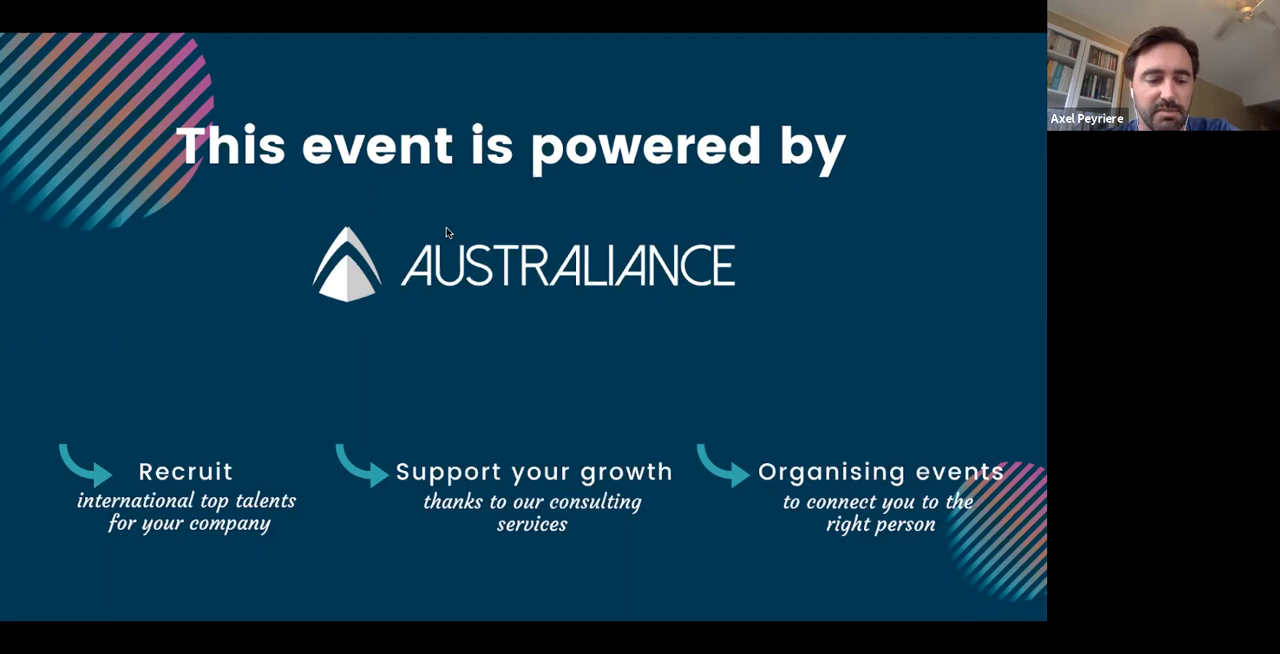 This event is powered by
AUSTRALIANCE
Recruit
international top talents
for your company
Support your growth
thanks to our consulting
services
Organising events
to connect you to the
right person
Axel Peyriere